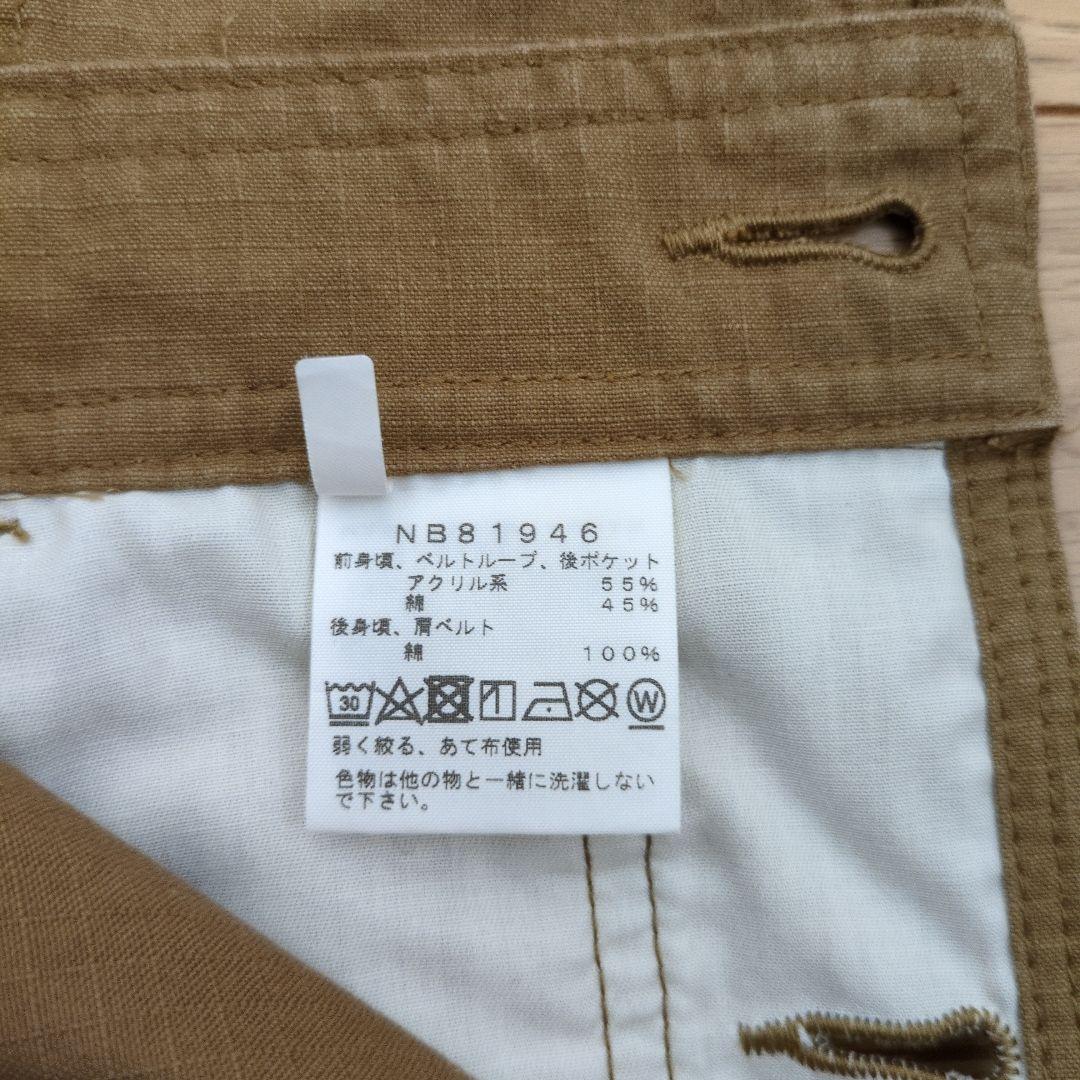 NB81946
前身頃、ベルトループ、後ポケット
アクリル系 55%
綿 45%
後身頃、肩ベルト
綿 100%
30 W
弱く絞る、あて布使用
色物は他の物と一緒に洗濯しない
で下さい。